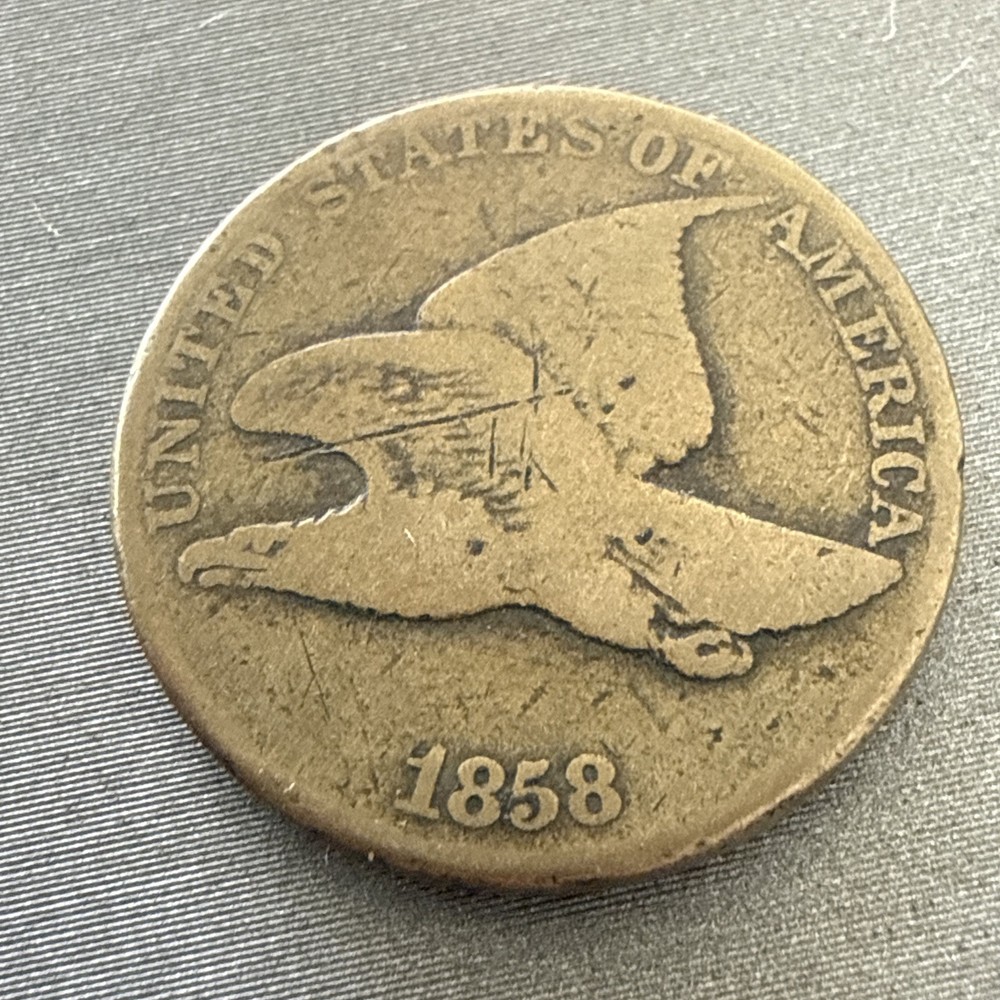 UNITED STATES OF AMERICA
1858